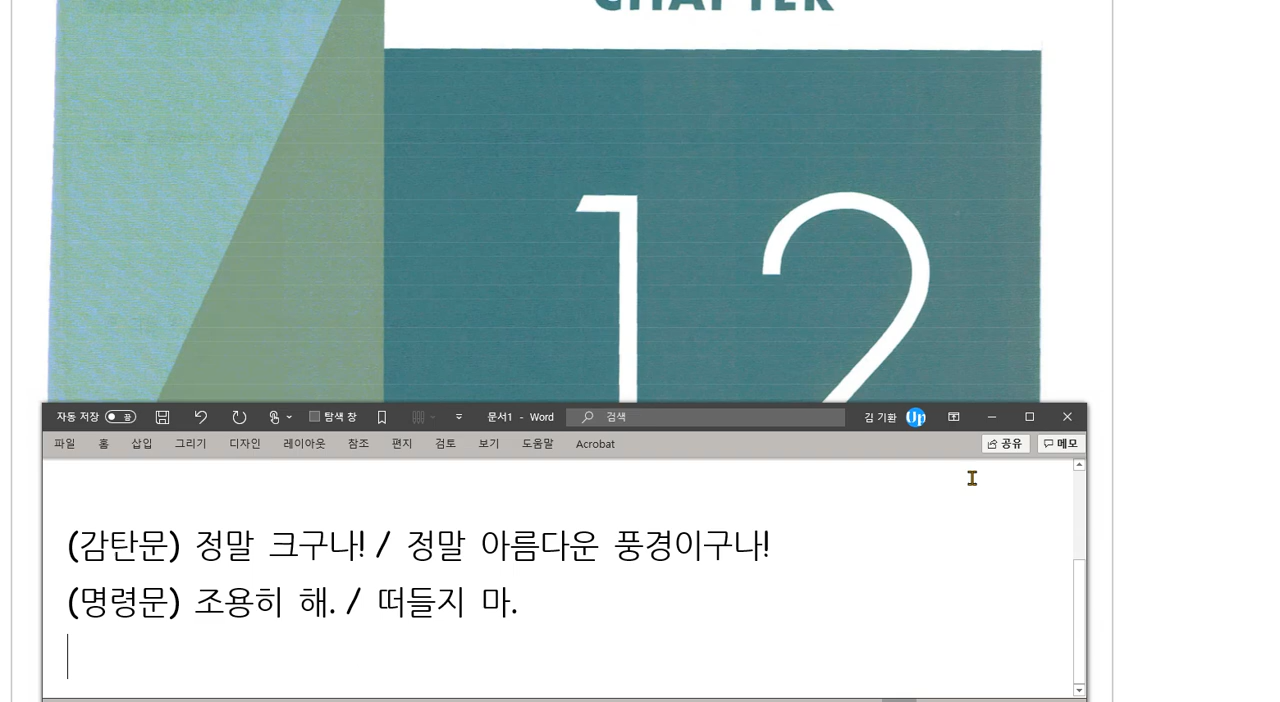 CHAPTER
12
자동 저장 끔 탐색 창 문서1 - Word 검색 김 기환 Up
파일 홈 삽입 그리기 디자인 레이아웃 참조 편지 검토 보기 도움말 Acrobat 공유 메모
(감탄문) 정말 크구나! / 정말 아름다운 풍경이구나!
(명령문) 조용히 해. / 떠들지 마.